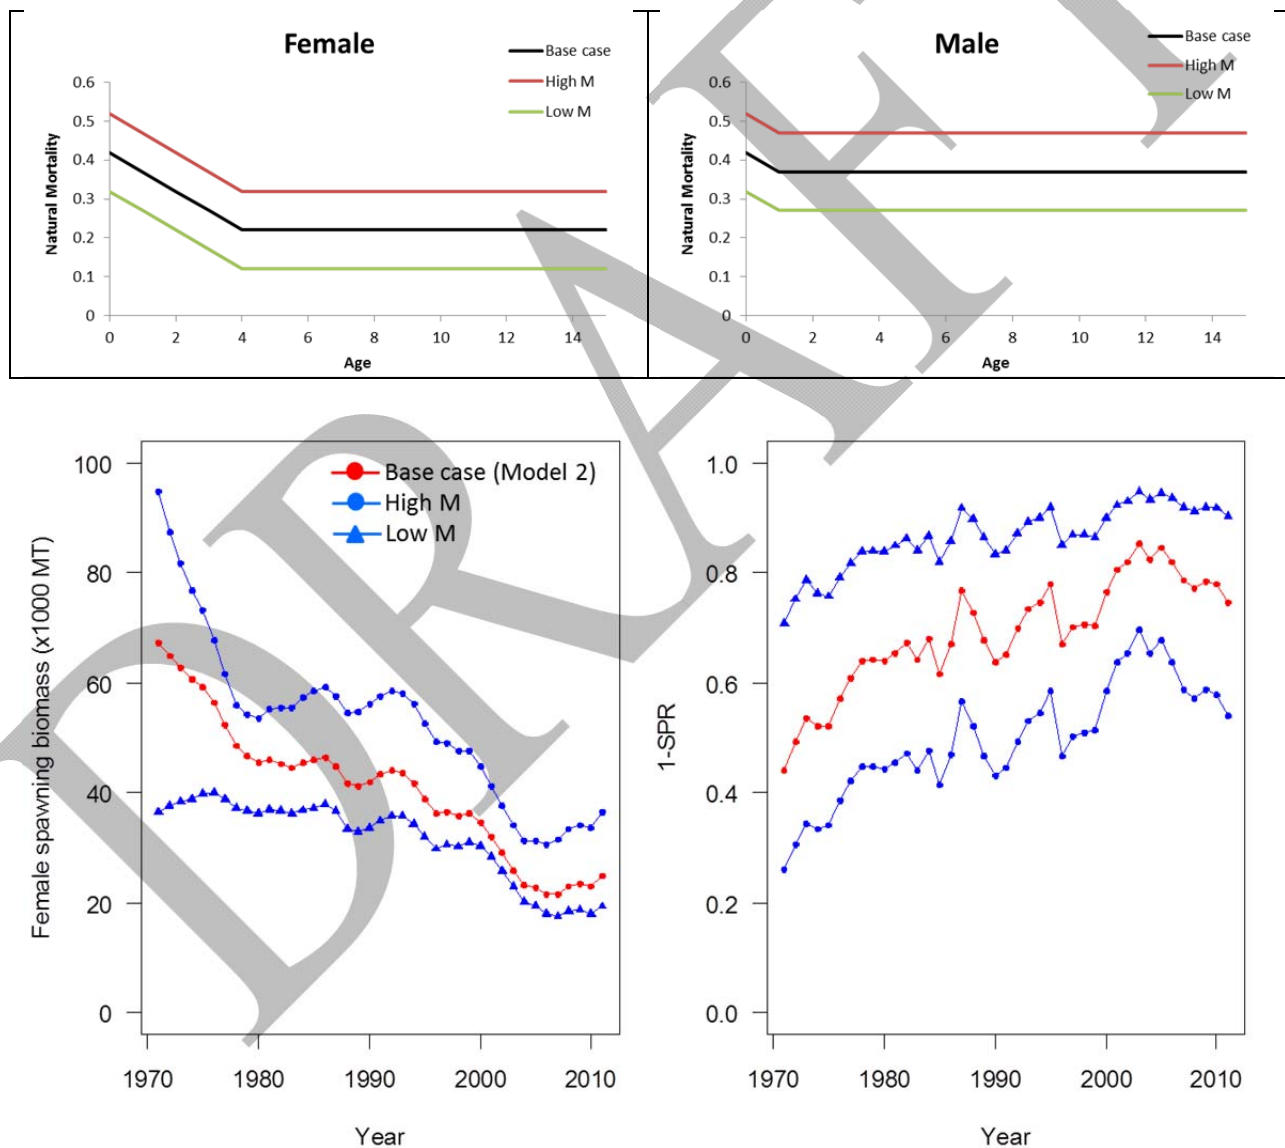 Female
Base case
High M
Low M
Natural Mortality
0.6
0.5
0.4
0.3
0.2
0.1
0
0 2 4 6 8 10 12 14
Age
Male
Base case
High M
Low M
Natural Mortality
0.6
0.5
0.4
0.3
0.2
0.1
0
0 2 4 6 8 10 12 14
Age
Female spawning biomass (x1000 MT)
100
80
60
40
20
0
Base case (Model 2)
High M
Low M
1970 1980 1990 2000 2010
Year
1-SPR
1.0
0.8
0.6
0.4
0.2
0.0
1970 1980 1990 2000 2010
Year
DRAFT